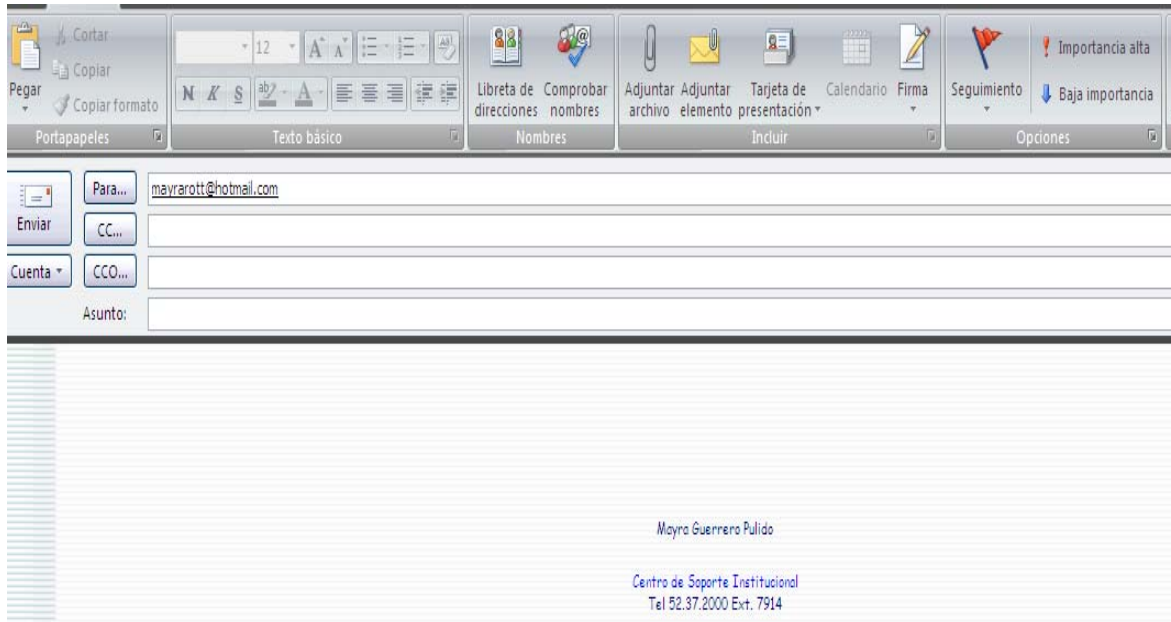 Cortar
Copiar
Pegar
Copiar formato
Portapapeles
12
N K S
Texto básico
Libreta de direcciones
Comprobar nombres
Nombres
Adjuntar archivo
Adjuntar elemento
Tarjeta de presentación
Calendario
Firma
Incluir
Seguimiento
Importancia alta
Baja importancia
Opciones
Enviar
Para... mayrarott@hotmail.com
CC...
Cuenta
CCO...
Asunto:
Mayra Guerrero Pulido
Centro de Soporte Institucional
Tel 52.37.2000 Ext. 7914